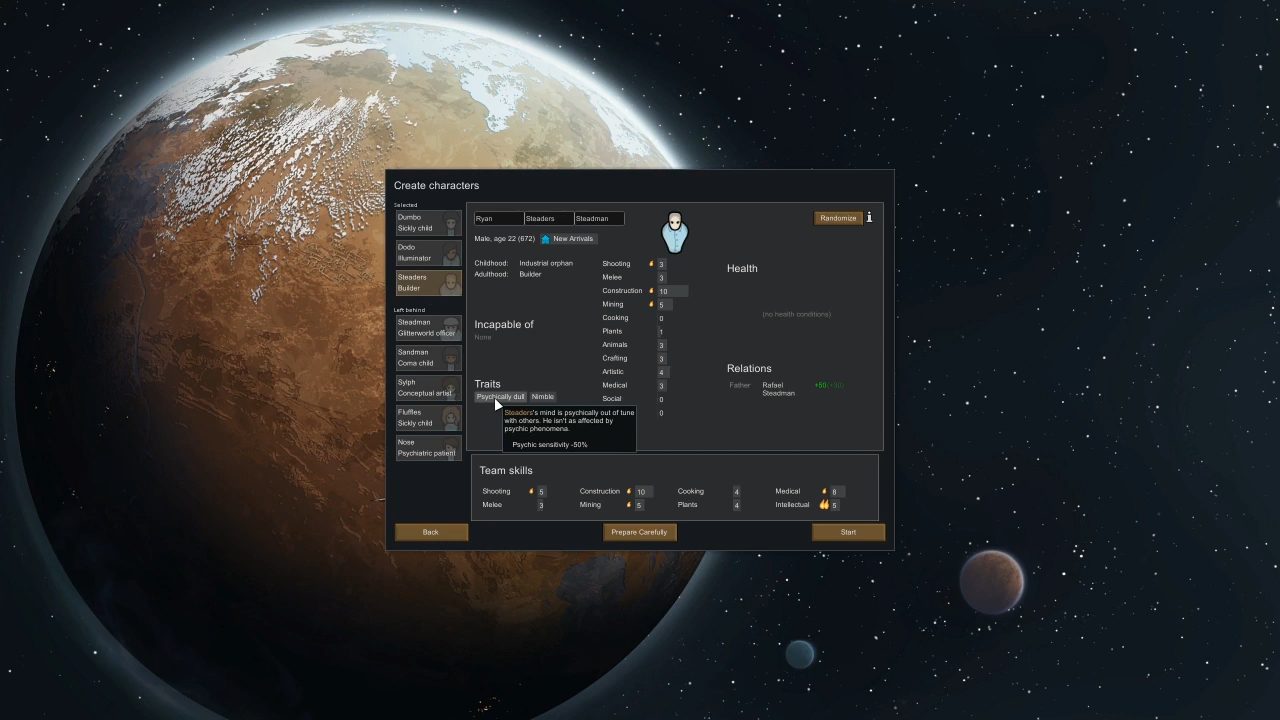 Create characters
Selected
Dumbo
Sickly child
Dodo
Illuminator
Steaders
Builder
Left behind
Steadman
Glitterworld officer
Sandman
Coma child
Sylph
Conceptual artist
Fluffles
Sickly child
Nose
Psychiatric patient
Ryan Steaders Steadman
Randomize
Male, age 22 (672) New Arrivals
Childhood: Industrial orphan
Adulthood: Builder
Incapable of
None
Traits
Psychically dull Nimble
Steaders's mind is psychically out of tune
with others. He isn't as affected by
psychic phenomena.
Psychic sensitivity -50%
Shooting 3
Melee 3
Construction 10
Mining 5
Cooking 0
Plants 1
Animals 3
Crafting 3
Artistic 4
Medical 3
Social 0
0
Health
(no health conditions)
Relations
Father Rafael Steadman +50 (+30)
Team skills
Shooting 5 Construction 10 Cooking 4 Medical 8
Melee 3 Mining 5 Plants 4 Intellectual 5
Back Prepare Carefully Start